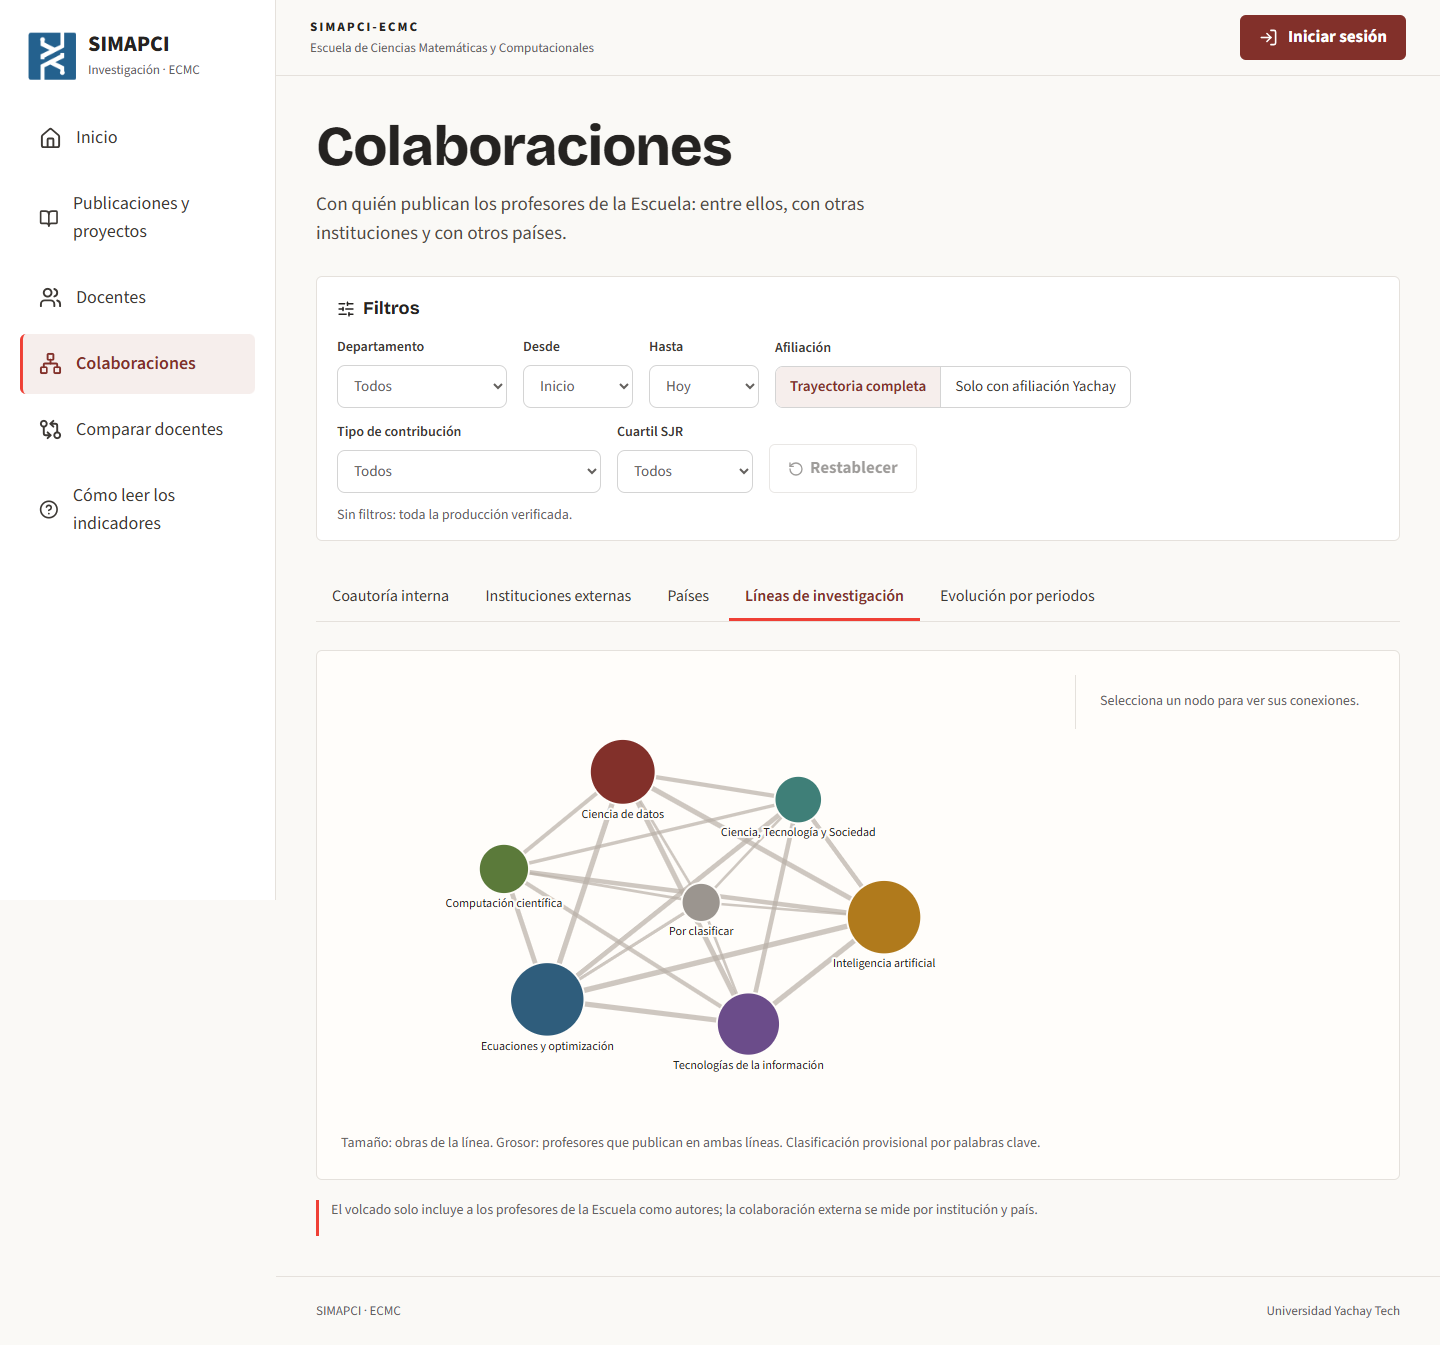 SIMAPCI
Investigación · ECMC
Inicio
Publicaciones y
proyectos
Docentes
Colaboraciones
Comparar docentes
Cómo leer los
indicadores
SIMAPCI-ECMC
Escuela de Ciencias Matemáticas y Computacionales
Iniciar sesión
Colaboraciones
Con quién publican los profesores de la Escuela: entre ellos, con otras
instituciones y con otros países.
Filtros
Departamento
Desde
Hasta
Afiliación
Todos
Inicio
Hoy
Trayectoria completa
Solo con afiliación Yachay
Tipo de contribución
Cuartil SJR
Todos
Todos
Restablecer
Sin filtros: toda la producción verificada.
Coautoría interna
Instituciones externas
Países
Líneas de investigación
Evolución por periodos
Selecciona un nodo para ver sus conexiones.
Ciencia de datos
Ciencia, Tecnología y Sociedad
Computación científica
Por clasificar
Inteligencia artificial
Ecuaciones y optimización
Tecnologías de la información
Tamaño: obras de la línea. Grosor: profesores que publican en ambas líneas. Clasificación provisional por palabras clave.
El volcado solo incluye a los profesores de la Escuela como autores; la colaboración externa se mide por institución y país.
SIMAPCI · ECMC
Universidad Yachay Tech